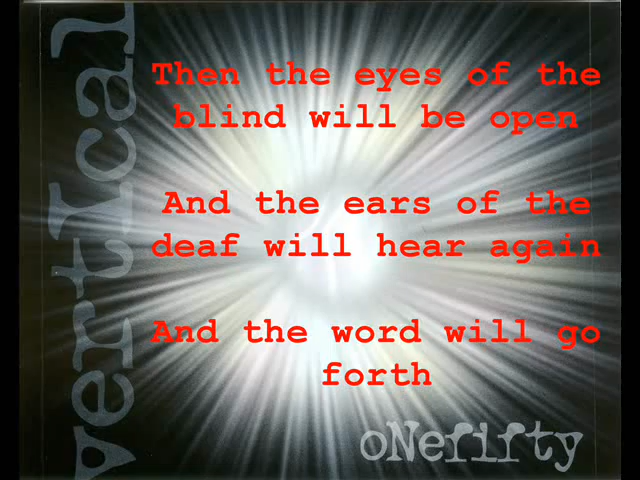 vertIcal
Then the eyes of the
blind will be open
And the ears of the
deaf will hear again
And the word will go
forth
oNefifty